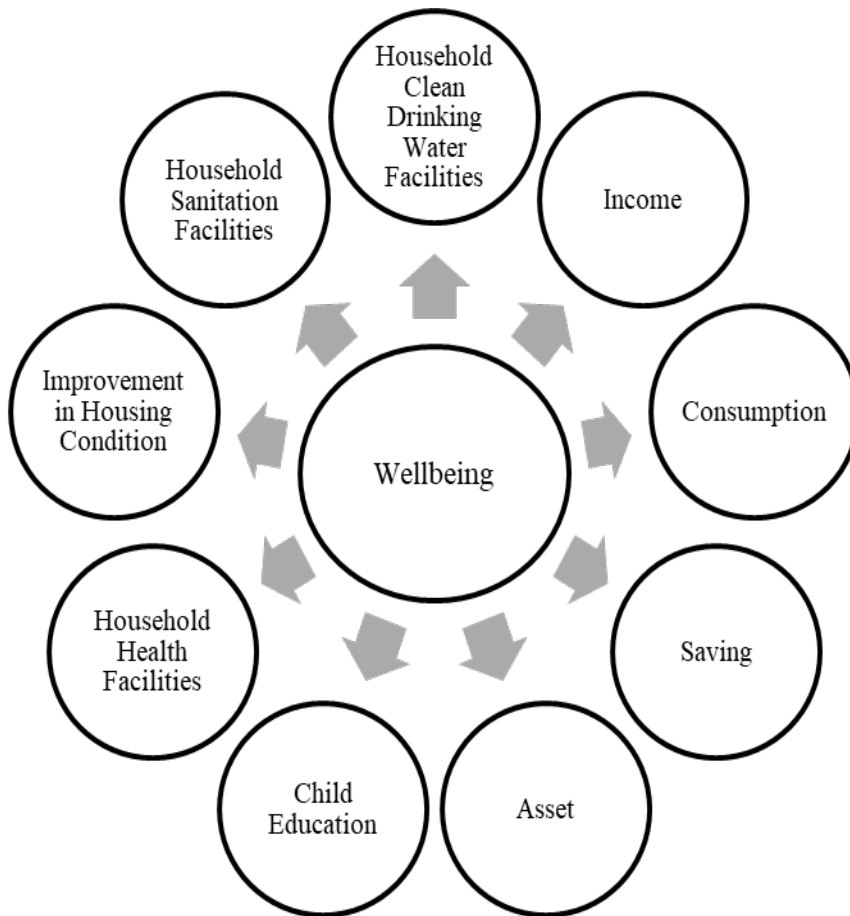 Household
Clean
Drinking
Water
Facilities
Income
Consumption
Saving
Asset
Child
Education
Household
Health
Facilities
Improvement
in Housing
Condition
Household
Sanitation
Facilities
Wellbeing